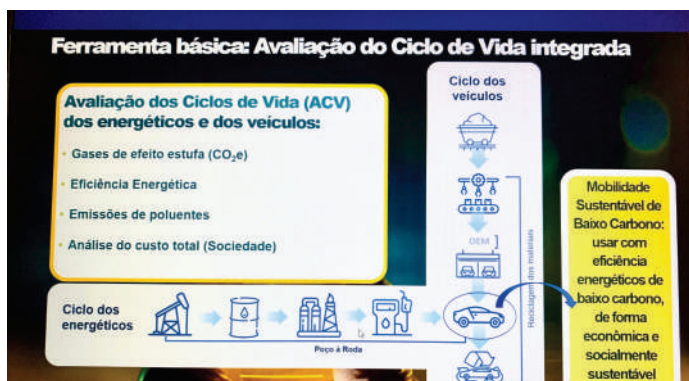 Ferramenta básica: Avaliação do Ciclo de Vida integrada
Avaliação dos Ciclos de Vida (ACV)
dos energéticos e dos veículos:
• Gases de efeito estufa (CO₂e)
• Eficiência Energética
• Emissões de poluentes
• Análise do custo total (Sociedade)
Ciclo dos
veículos
OEM
Reciclagem dos materiais
Ciclo dos
energéticos
Poço à Roda
Mobilidade
Sustentável de
Baixo Carbono:
usar com
eficiência
energéticos de
baixo carbono,
de forma
econômica e
socialmente
sustentável